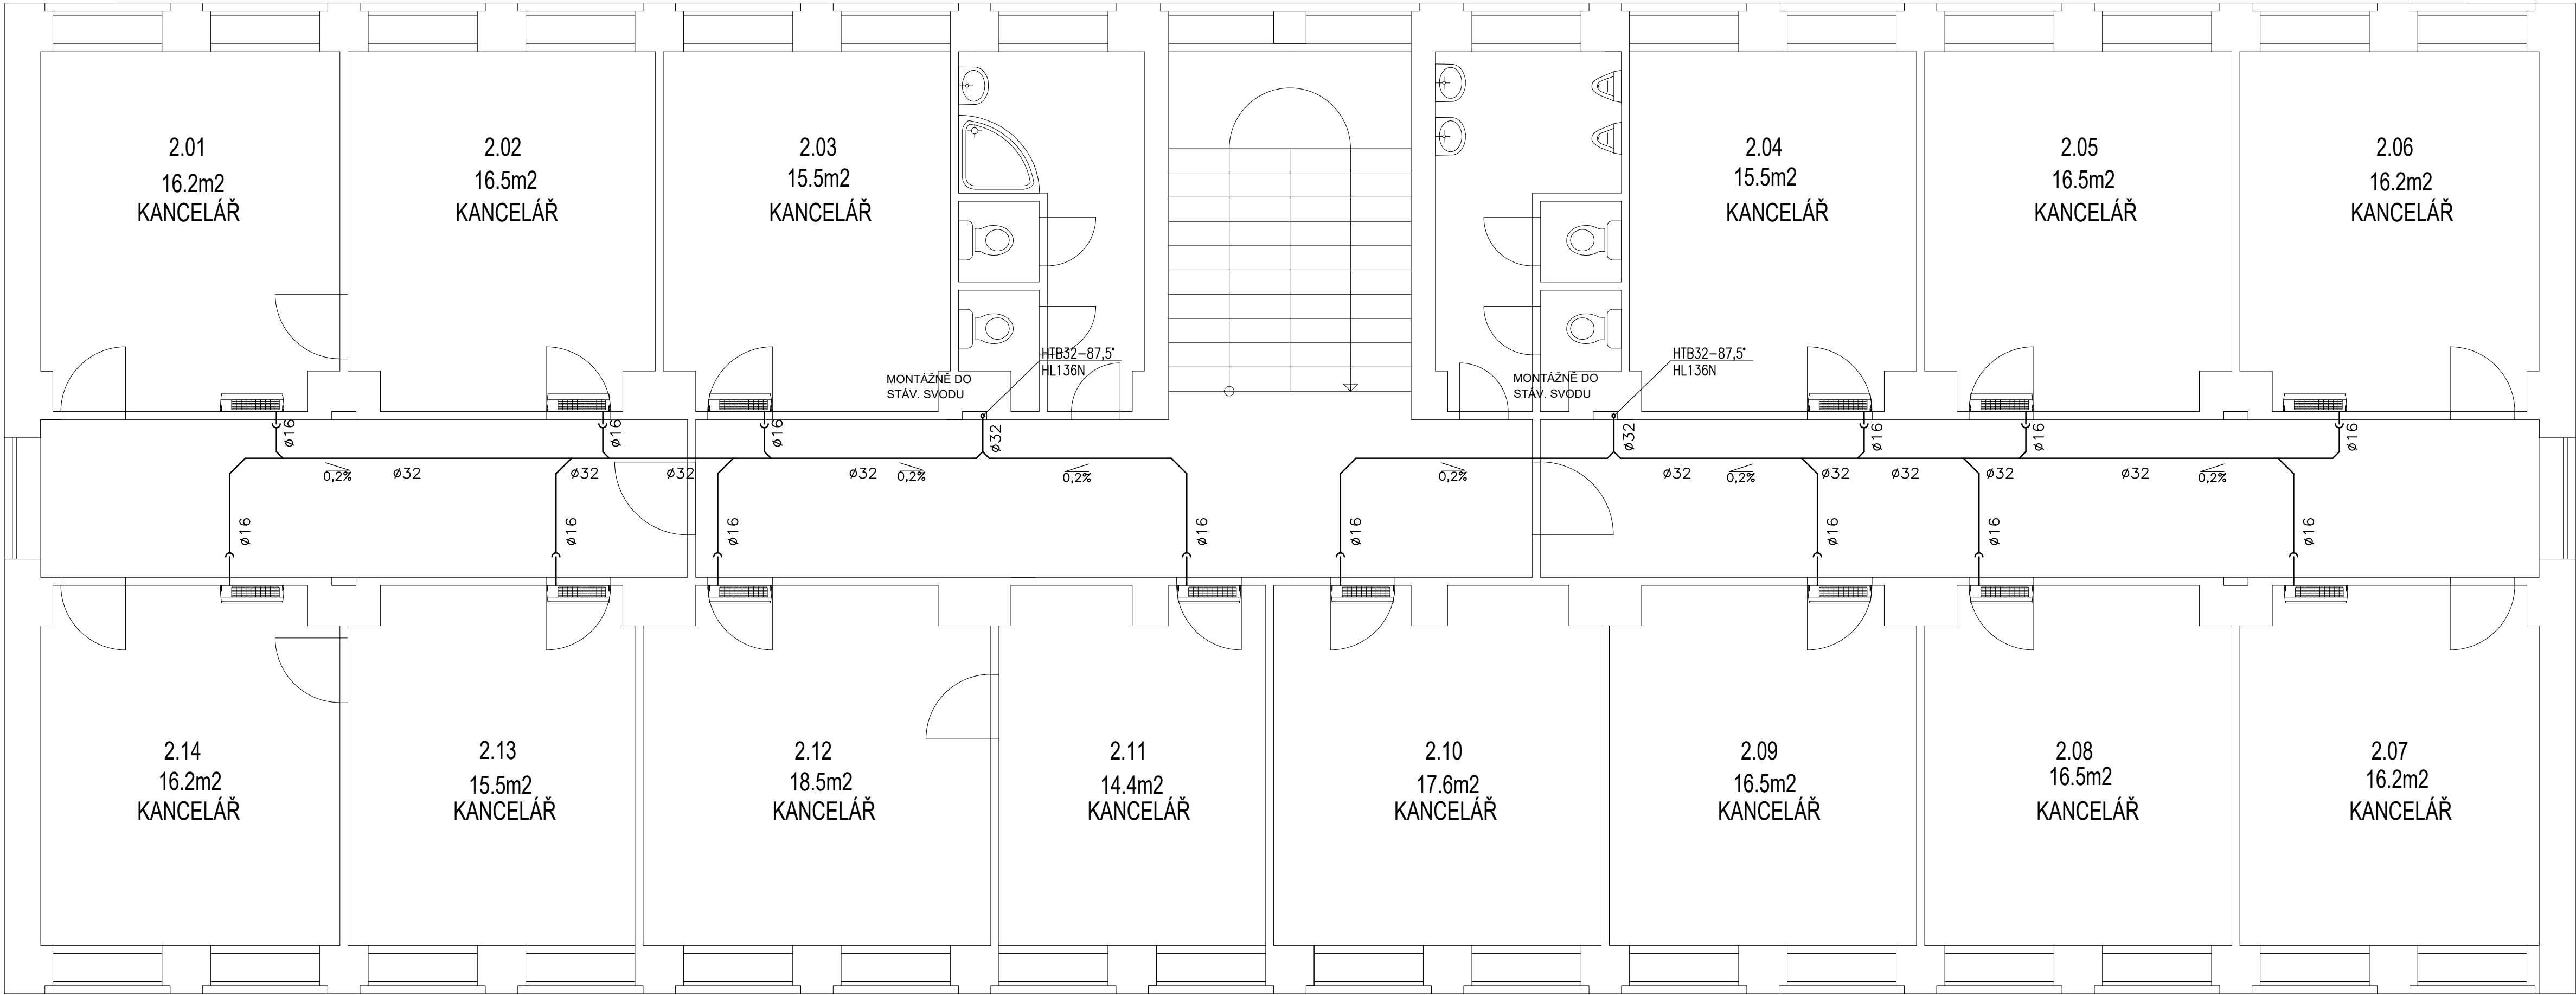 2.01
16.2m2
KANCELÁŘ
2.02
16.5m2
KANCELÁŘ
2.03
15.5m2
KANCELÁŘ
2.04
15.5m2
KANCELÁŘ
2.05
16.5m2
KANCELÁŘ
2.06
16.2m2
KANCELÁŘ
MONTÁŽNĚ DO
STÁV. SVODU
HTB32-87,5°
HL136N
MONTÁŽNĚ DO
STÁV. SVODU
HTB32-87,5°
HL136N
ø16
ø16
ø16
ø32
ø32
ø16
ø16
ø16
0,2%
ø32
ø32
ø32
ø32
0,2%
0,2%
0,2%
ø32
0,2%
ø32
ø32
ø32
ø32
0,2%
ø16
ø16
ø16
ø16
ø16
ø16
ø16
ø16
2.14
16.2m2
KANCELÁŘ
2.13
15.5m2
KANCELÁŘ
2.12
18.5m2
KANCELÁŘ
2.11
14.4m2
KANCELÁŘ
2.10
17.6m2
KANCELÁŘ
2.09
16.5m2
KANCELÁŘ
2.08
16.5m2
KANCELÁŘ
2.07
16.2m2
KANCELÁŘ